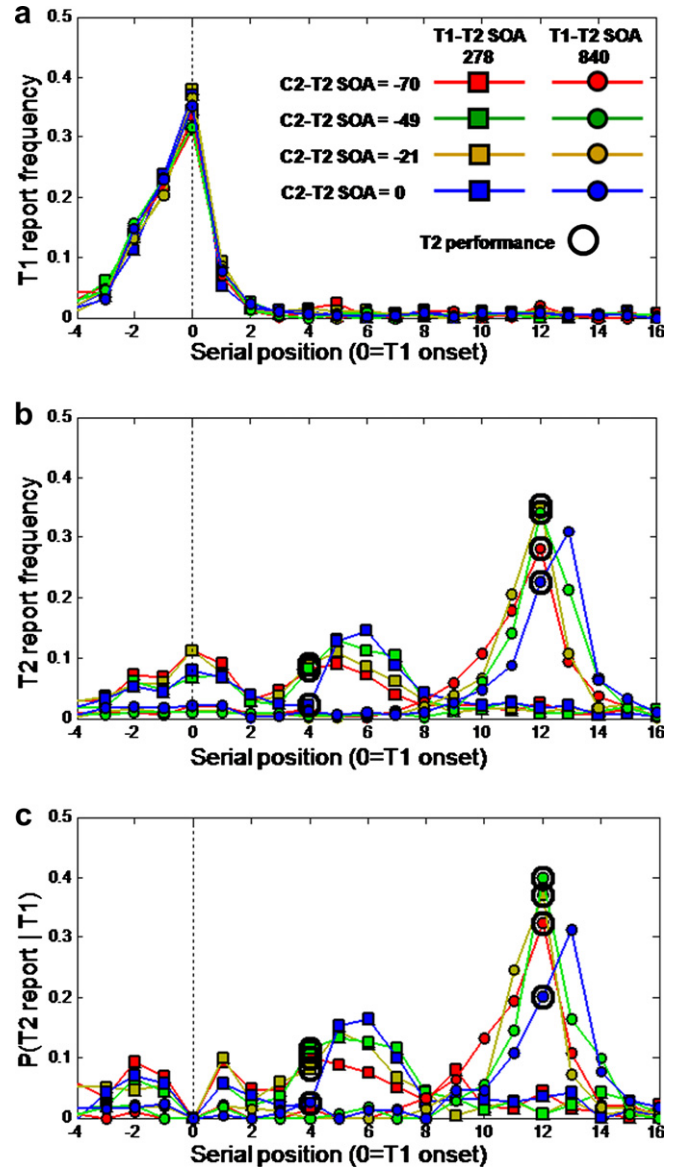 a
T1-T2 SOA T1-T2 SOA
278 840
C2-T2 SOA = -70
C2-T2 SOA = -49
C2-T2 SOA = -21
C2-T2 SOA = 0
T2 performance
T1 report frequency
0.5
0.4
0.3
0.2
0.1
0
-4 -2 0 2 4 6 8 10 12 14 16
Serial position (0=T1 onset)
b
T2 report frequency
0.5
0.4
0.3
0.2
0.1
0
-4 -2 0 2 4 6 8 10 12 14 16
Serial position (0=T1 onset)
c
P(T2 report | T1)
0.5
0.4
0.3
0.2
0.1
0
-4 -2 0 2 4 6 8 10 12 14 16
Serial position (0=T1 onset)